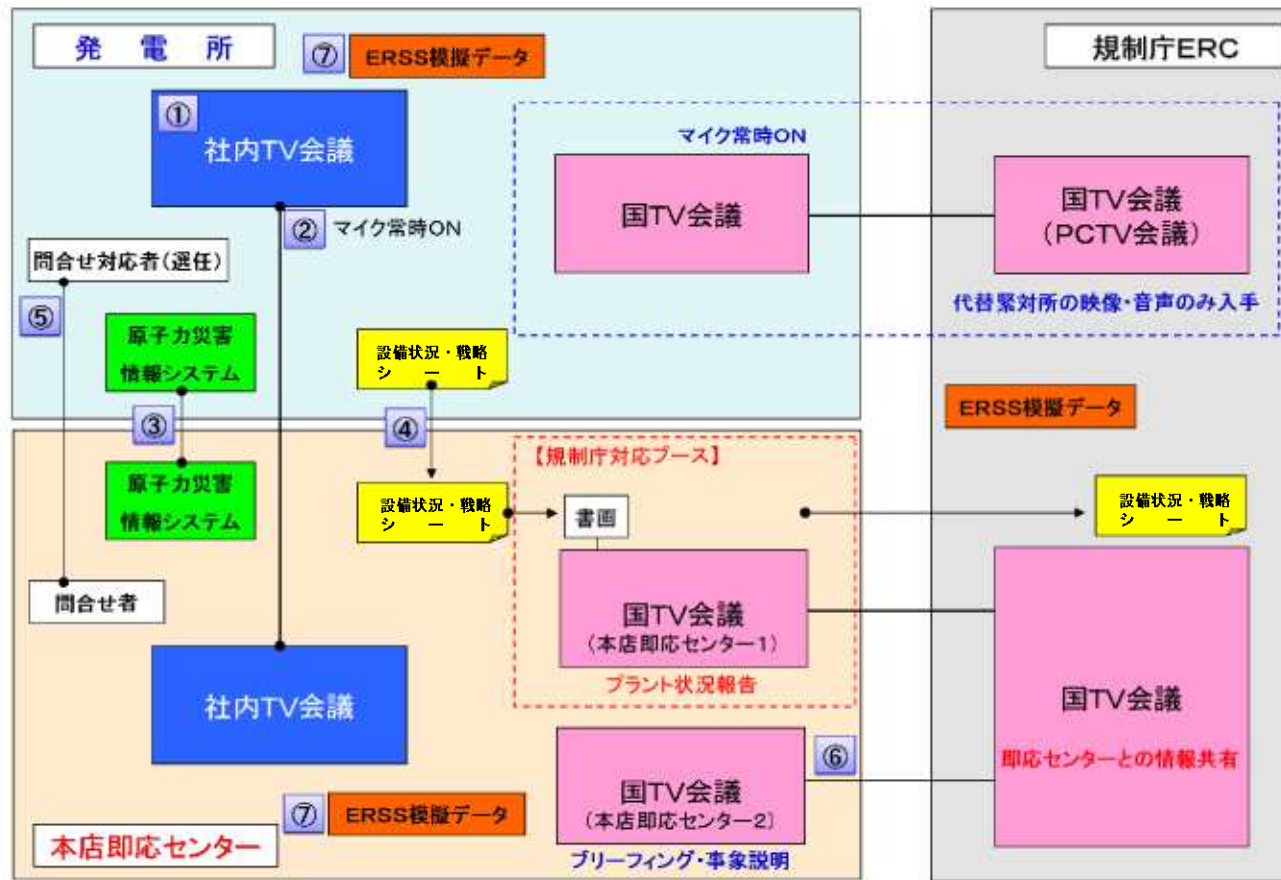 発 電 所
⑦ ERSS模擬データ
規制庁ERC
①
社内TV会議
マイク常時ON
国TV会議
国TV会議
（PCTV会議）
② マイク常時ON
代替緊対所の映像・音声のみ入手
問合せ対応者（選任）
⑤
原子力災害
情報システム
設備状況・戦略
シ ー ト
③
④
ERSS模擬データ
【規制庁対応ブース】
原子力災害
情報システム
設備状況・戦略
シ ー ト
書画
設備状況・戦略
シ ー ト
問合せ者
国TV会議
（本店即応センター１）
プラント状況報告
社内TV会議
国TV会議
即応センターとの情報共有
⑥
国TV会議
（本店即応センター2）
ブリーフィング・事象説明
⑦ ERSS模擬データ
本店即応センター